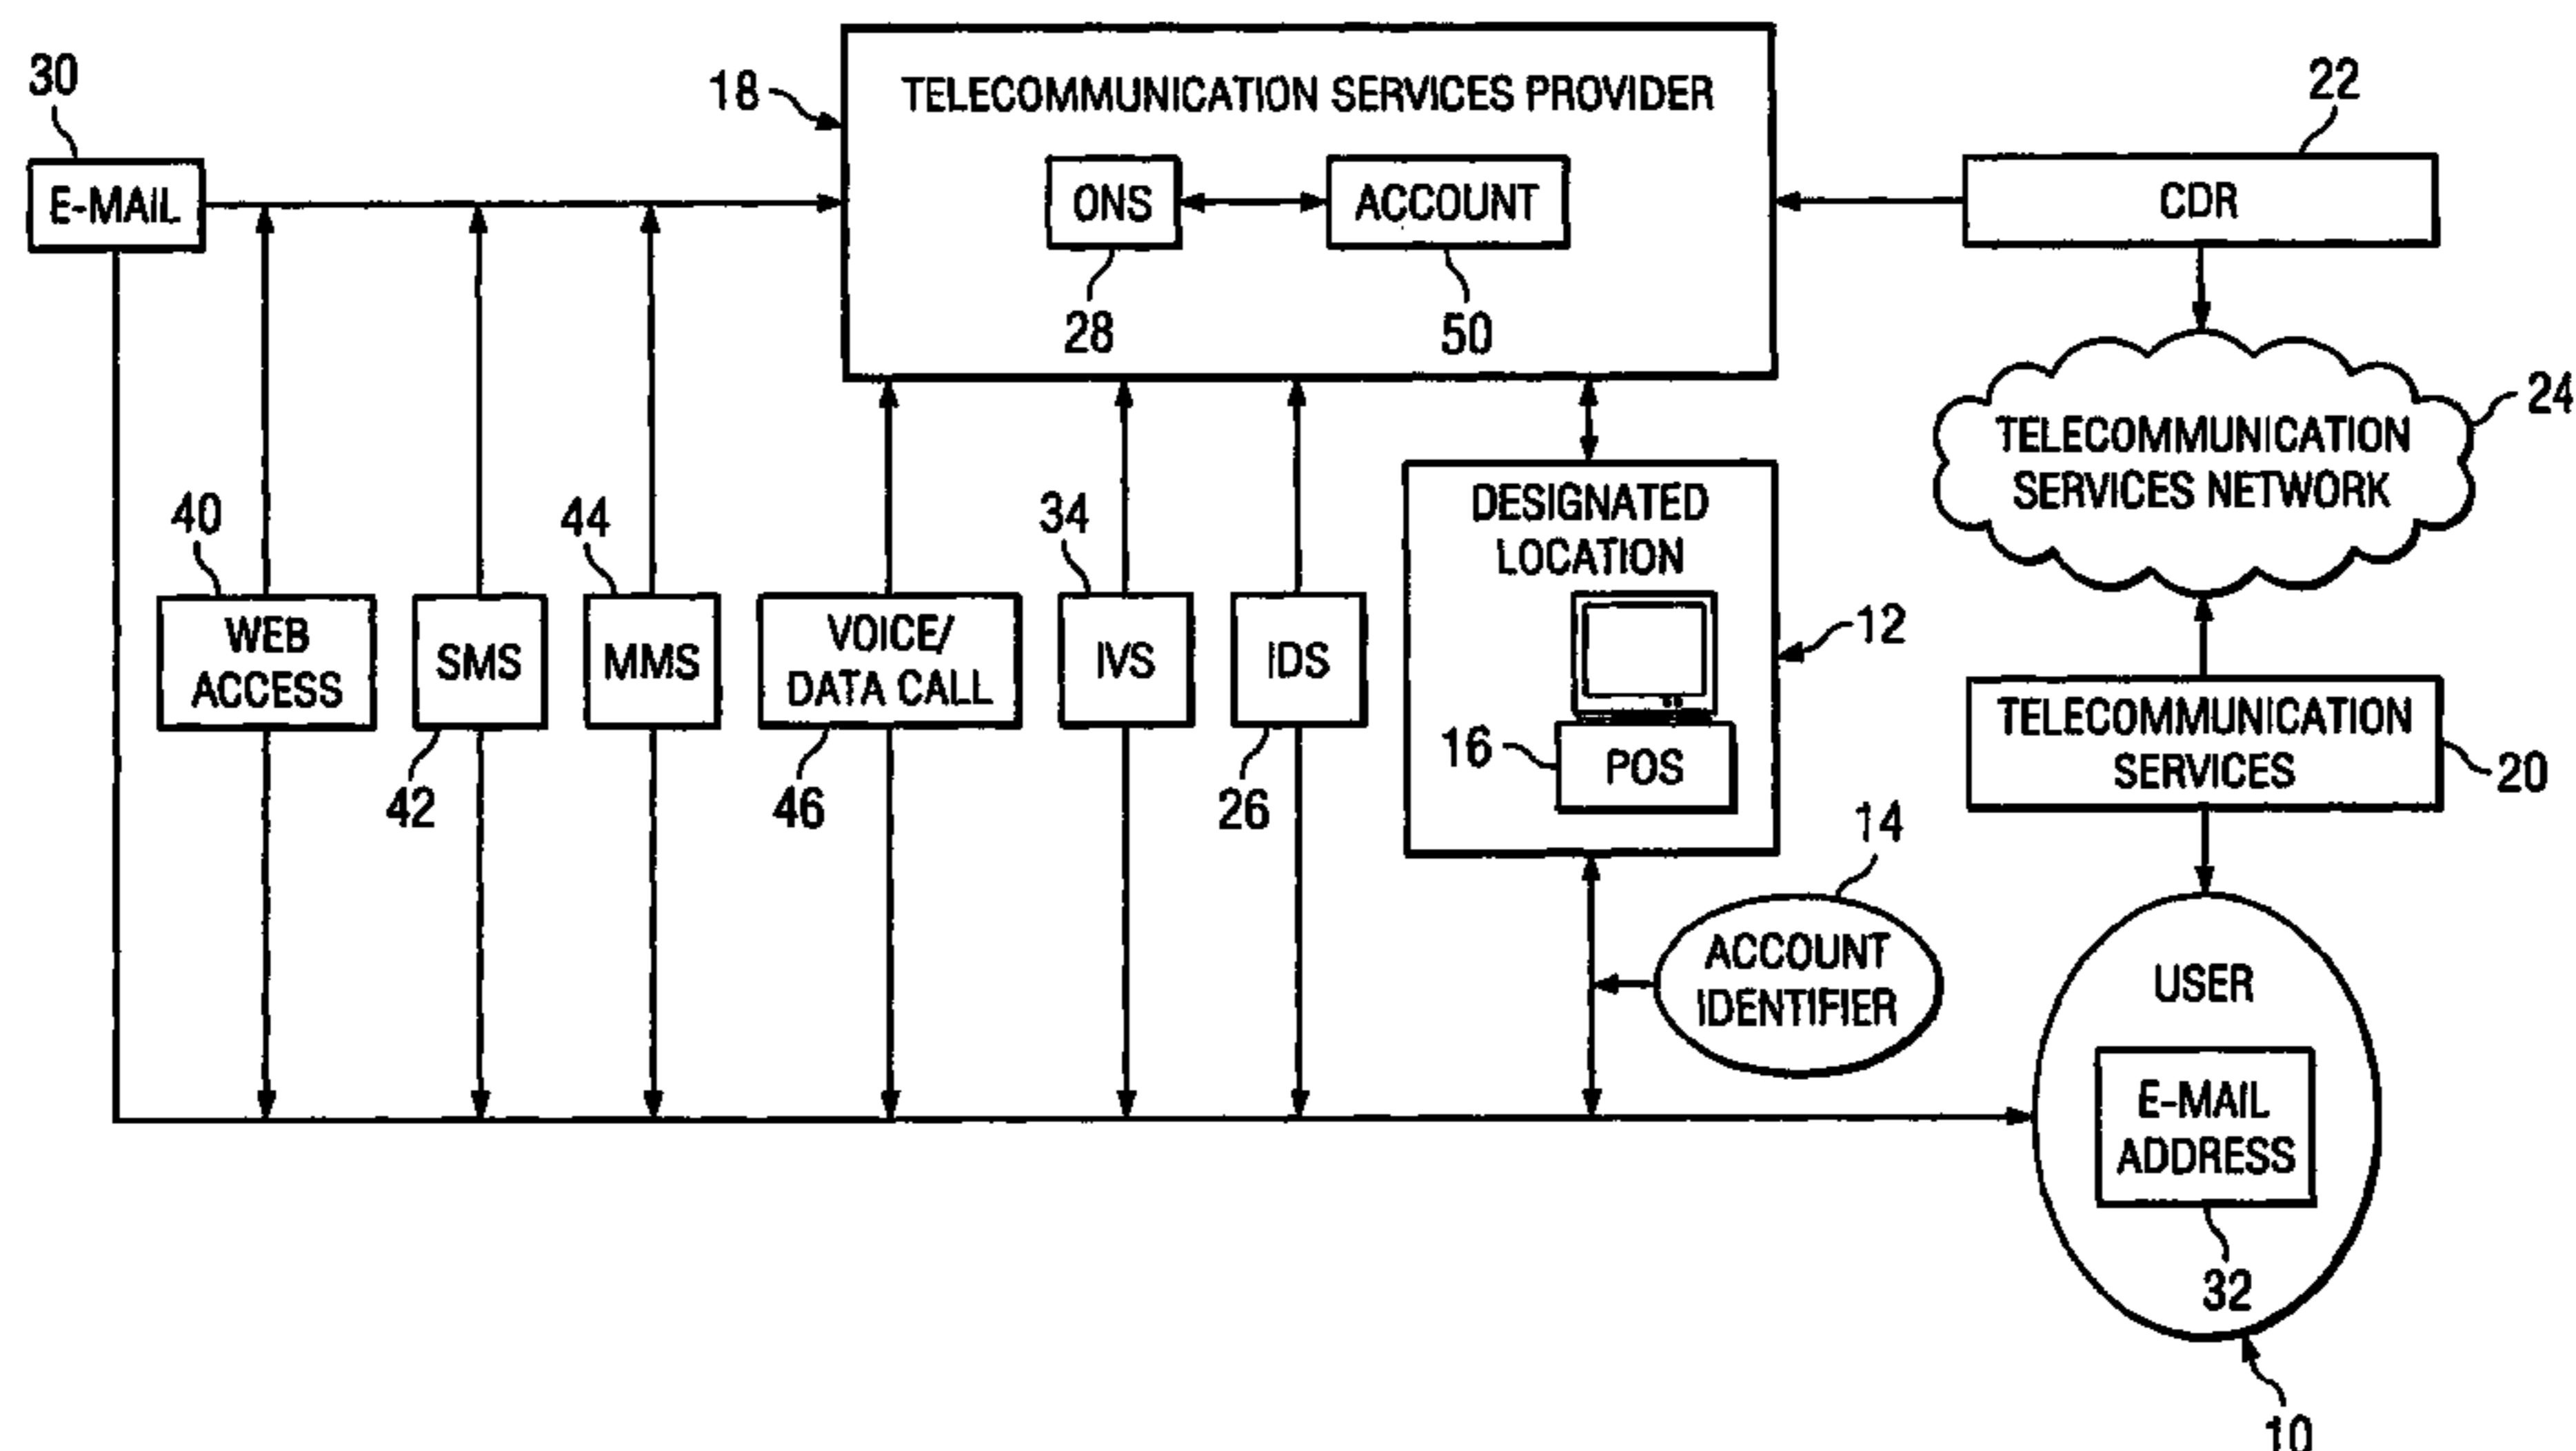 30
E-MAIL
18
TELECOMMUNICATION SERVICES PROVIDER
ONS
ACCOUNT
28
50
22
CDR
24
TELECOMMUNICATION
SERVICES NETWORK
40
WEB
ACCESS
SMS
42
44
MMS
VOICE/
DATA CALL
46
34
IVS
IDS
26
DESIGNATED
LOCATION
12
16
POS
14
ACCOUNT
IDENTIFIER
TELECOMMUNICATION
SERVICES
20
USER
E-MAIL
ADDRESS
32
10